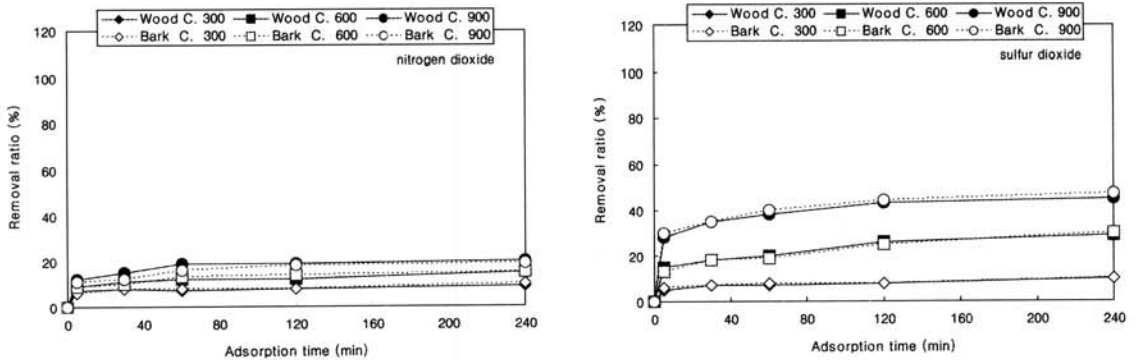 Wood C. 300 Wood C. 600 Wood C. 900
Bark C. 300 Bark C. 600 Bark C. 900
nitrogen dioxide
120
100
80
60
40
20
0
Removal ratio (%)
0 40 80 120 160 200 240
Adsorption time (min)
Wood C. 300 Wood C. 600 Wood C. 900
Bark C. 300 Bark C. 600 Bark C. 900
sulfur dioxide
120
100
80
60
40
20
0
Removal ratio (%)
0 40 80 120 160 200 240
Adsorption time (min)